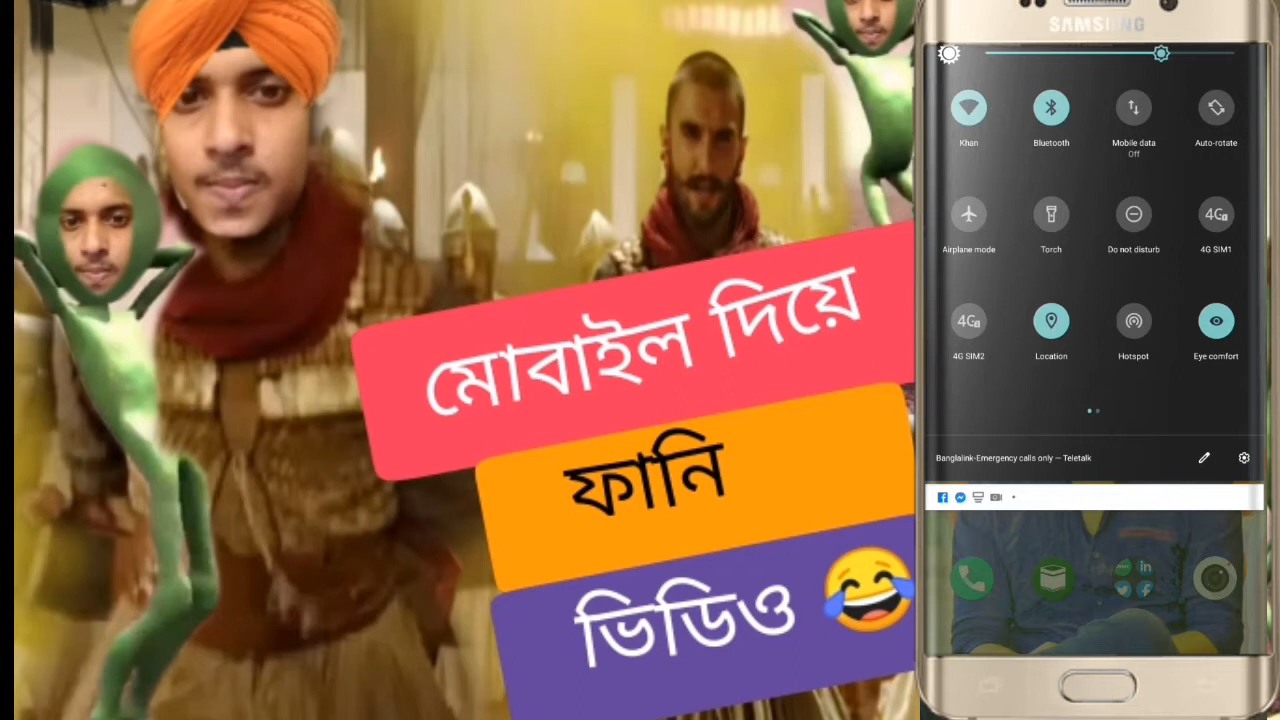 মোবাইল দিয়ে
ফানি
ভিডিও 😂
SAMSUNG
Khan
Bluetooth
Mobile data
Off
Auto-rotate
Airplane mode
Torch
Do not disturb
4G SIM1
4G SIM2
Location
Hotspot
Eye comfort
Banglalink-Emergency calls only — Teletalk